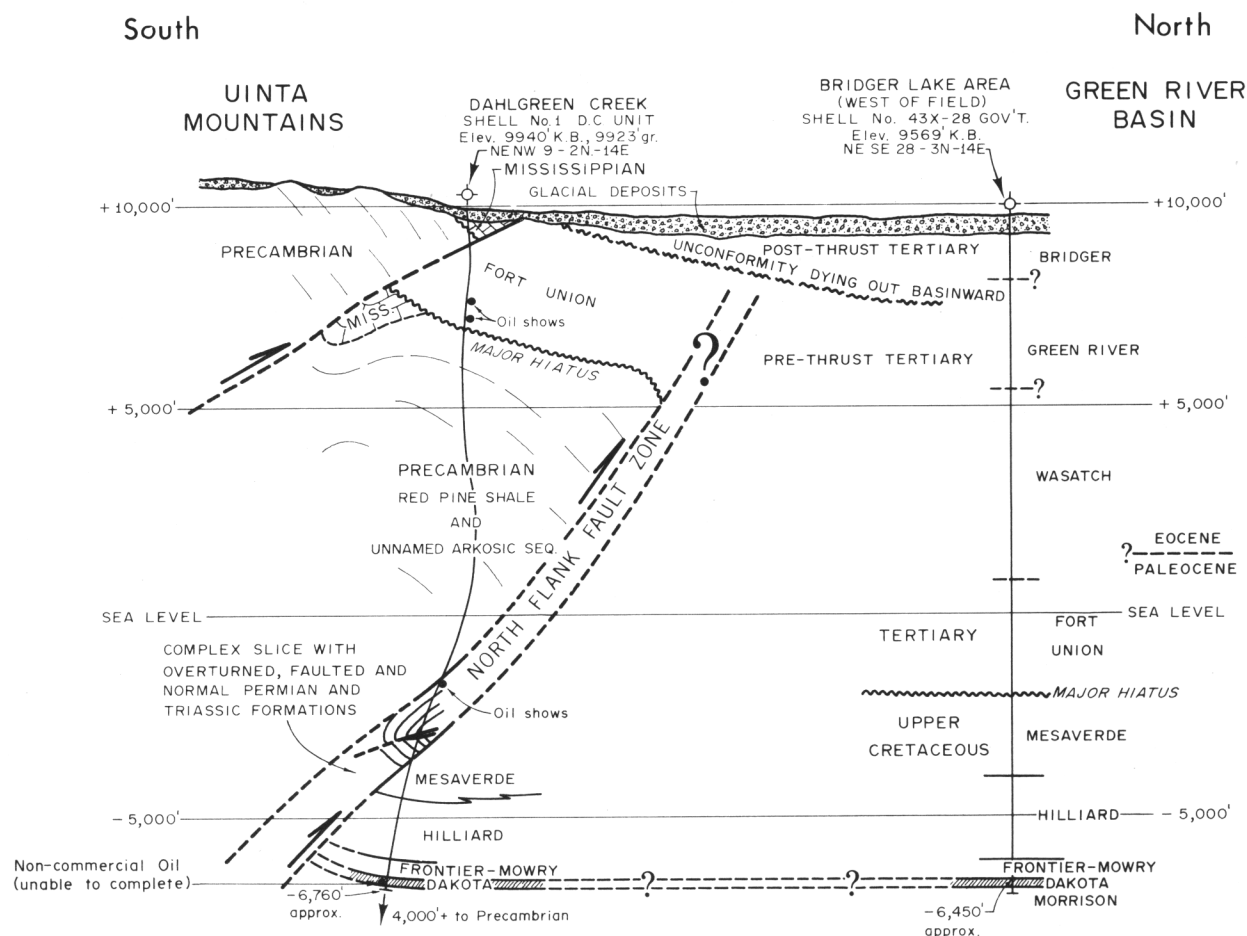 South
North
UINTA
MOUNTAINS
DAHLGREEN CREEK
SHELL No. 1 D.C UNIT
Elev. 9940' K.B., 9923' gr.
NE NW 9-2N.-14E
BRIDGER LAKE AREA
(WEST OF FIELD)
SHELL No. 43X-28 GOV'T.
Elev. 9569' K.B.
NE SE 28-3N-14E
GREEN RIVER
BASIN
MISSISSIPPIAN
GLACIAL DEPOSITS
+ 10,000'
+ 10,000'
PRECAMBRIAN
FORT UNION
UNCONFORMITY DYING OUT BASINWARD
POST-THRUST TERTIARY
BRIDGER
?
MISS.
Oil shows
MAJOR HIATUS
?
PRE-THRUST TERTIARY
GREEN RIVER
?
+ 5,000'
+ 5,000'
PRECAMBRIAN
RED PINE SHALE
AND
UNNAMED ARKOSIC SEQ.
NORTH FLANK FAULT ZONE
WASATCH
? EOCENE
PALEOCENE
SEA LEVEL
SEA LEVEL
COMPLEX SLICE WITH
OVERTURNED, FAULTED AND
NORMAL PERMIAN AND
TRIASSIC FORMATIONS
TERTIARY
FORT
UNION
Oil shows
MAJOR HIATUS
UPPER
CRETACEOUS
MESAVERDE
MESAVERDE
- 5,000'
HILLIARD
HILLIARD
- 5,000'
Non-commercial Oil
(unable to complete)
FRONTIER-MOWRY
DAKOTA
?
?
FRONTIER-MOWRY
DAKOTA
MORRISON
-6,760'
approx.
4,000'+ to Precambrian
-6,450'
approx.